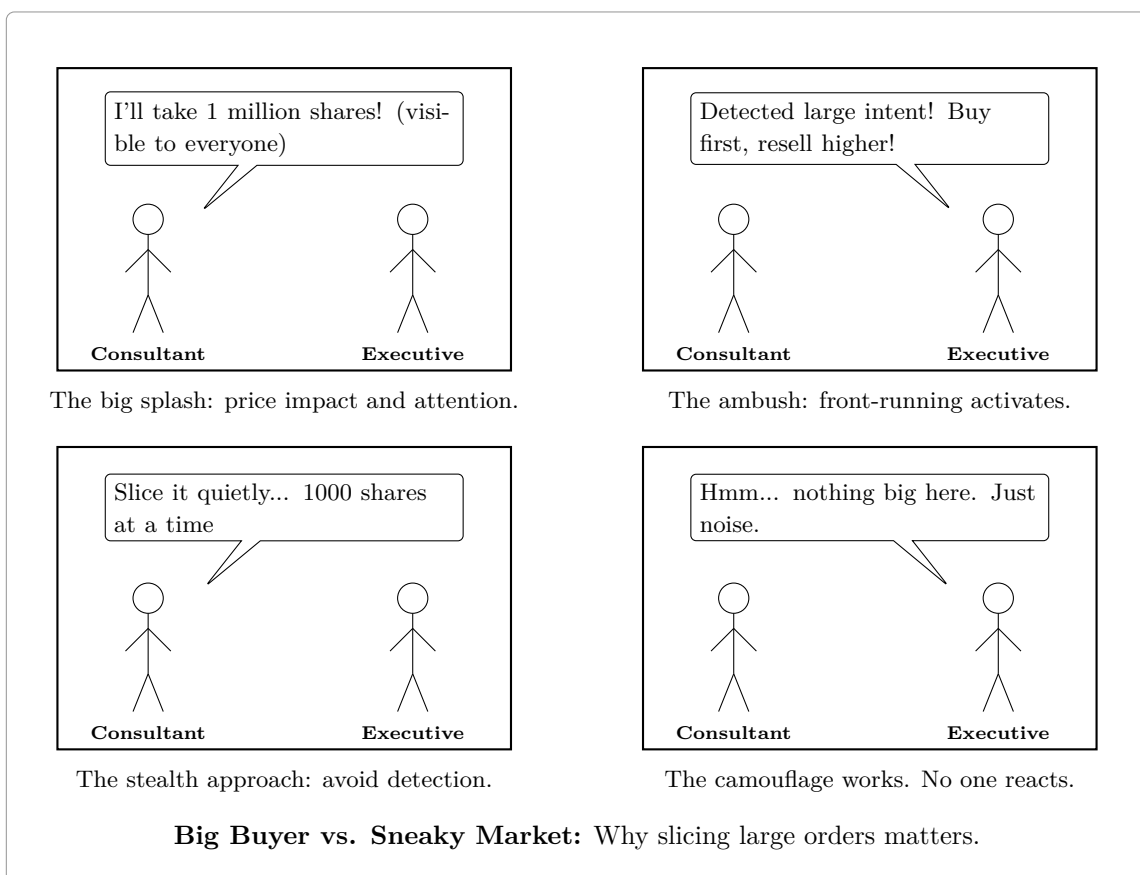 I'll take 1 million shares! (visi-
ble to everyone)
Consultant
Executive
The big splash: price impact and attention.
Detected large intent! Buy
first, resell higher!
Consultant
Executive
The ambush: front-running activates.
Slice it quietly... 1000 shares
at a time
Consultant
Executive
The stealth approach: avoid detection.
Hmm... nothing big here. Just
noise.
Consultant
Executive
The camouflage works. No one reacts.
Big Buyer vs. Sneaky Market: Why slicing large orders matters.